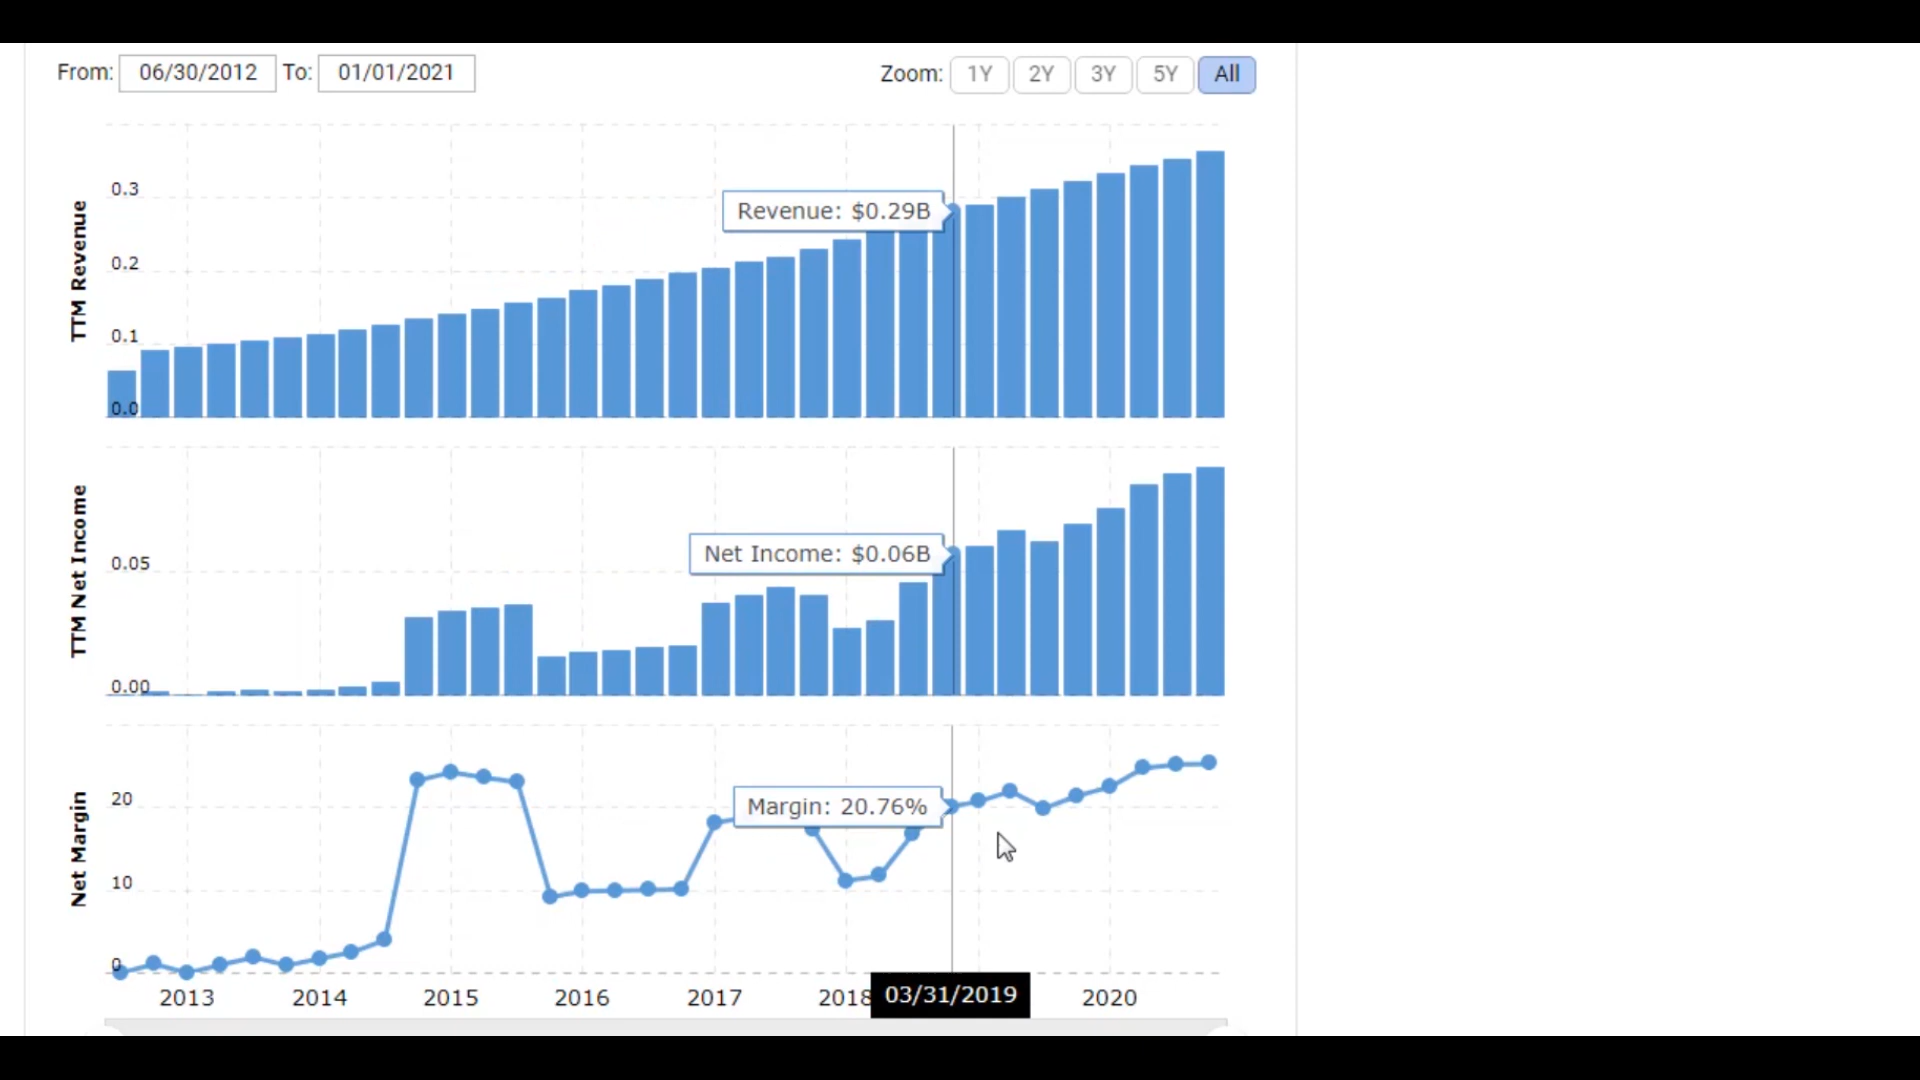 From: 06/30/2012 To: 01/01/2021
Zoom: 1Y 2Y 3Y 5Y All
TTM Revenue
0.3
0.2
0.1
0.0
Revenue: $0.29B
TTM Net Income
0.05
0.00
Net Income: $0.06B
Net Margin
20
10
0
Margin: 20.76%
2013 2014 2015 2016 2017 2018 03/31/2019 2020